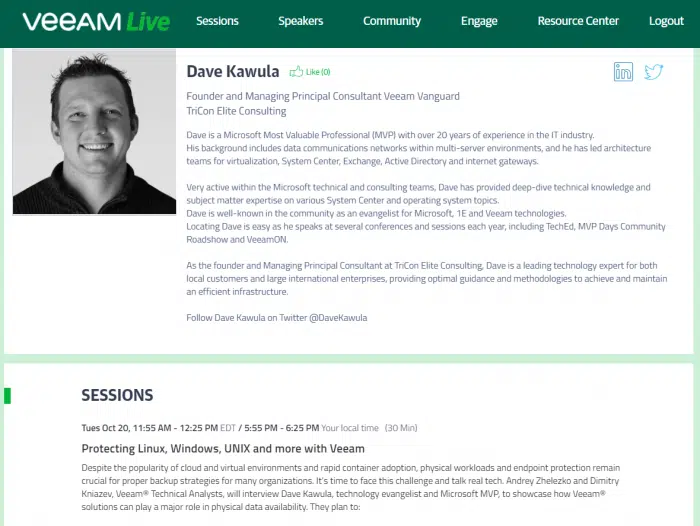 veeAM Live Sessions Speakers Community Engage Resource Center Logout
Dave Kawula Like (0)
Founder and Managing Principal Consultant Veeam Vanguard
TriCon Elite Consulting
Dave is a Microsoft Most Valuable Professional (MVP) with over 20 years of experience in the IT industry.
His background includes data communications networks within multi-server environments, and he has led architecture
teams for virtualization, System Center, Exchange, Active Directory and internet gateways.
Very active within the Microsoft technical and consulting teams, Dave has provided deep-dive technical knowledge and
subject matter expertise on various System Center and operating system topics.
Dave is well-known in the community as an evangelist for Microsoft, 1E and Veeam technologies.
Locating Dave is easy as he speaks at several conferences and sessions each year, including TechEd, MVP Days Community
Roadshow and VeeamON.
As the founder and Managing Principal Consultant at TriCon Elite Consulting, Dave is a leading technology expert for both
local customers and large international enterprises, providing optimal guidance and methodologies to achieve and maintain
an efficient infrastructure.
Follow Dave Kawula on Twitter @DaveKawula
SESSIONS
Tues Oct 20, 11:55 AM - 12:25 PM EDT / 5:55 PM - 6:25 PM Your local time (30 Min)
Protecting Linux, Windows, UNIX and more with Veeam
Despite the popularity of cloud and virtual environments and rapid container adoption, physical workloads and endpoint protection remain
crucial for proper backup strategies for many organizations. It's time to face this challenge and talk real tech. Andrey Zhelezko and Dimitry
Kniazev, Veeam® Technical Analysts, will interview Dave Kawula, technology evangelist and Microsoft MVP, to showcase how Veeam®
solutions can play a major role in physical data availability. They plan to: